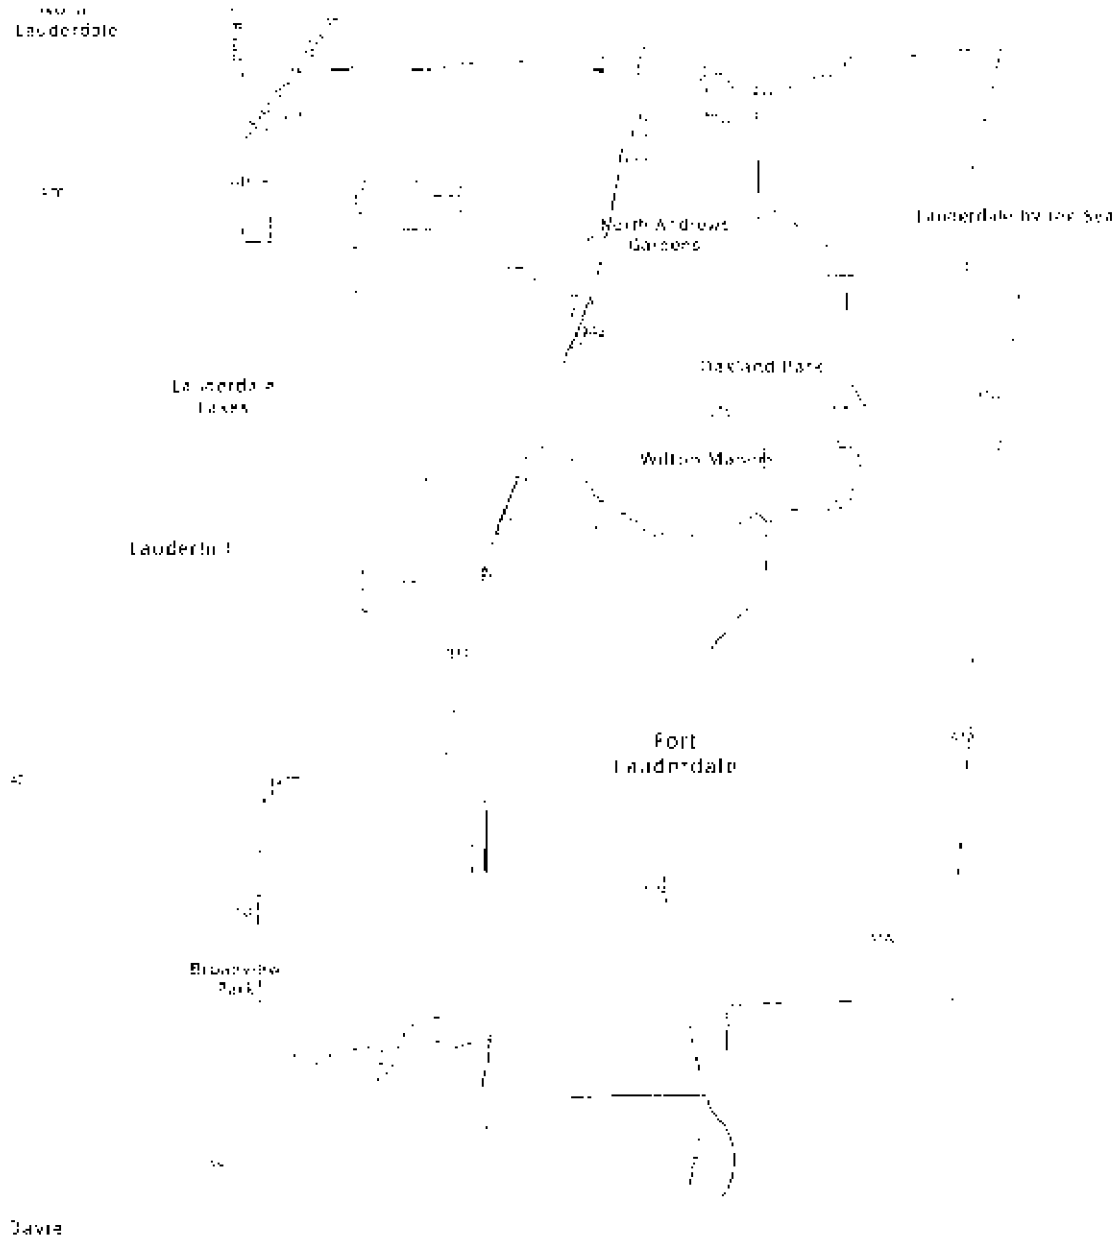 North
Lauderdale
Lauderdale by the Sea
North Andrews
Gardens
Oakland Park
Lauderdale
Lakes
Wilton Manors
Lauderhill
Fort
Lauderdale
Broadview
Park
Davie